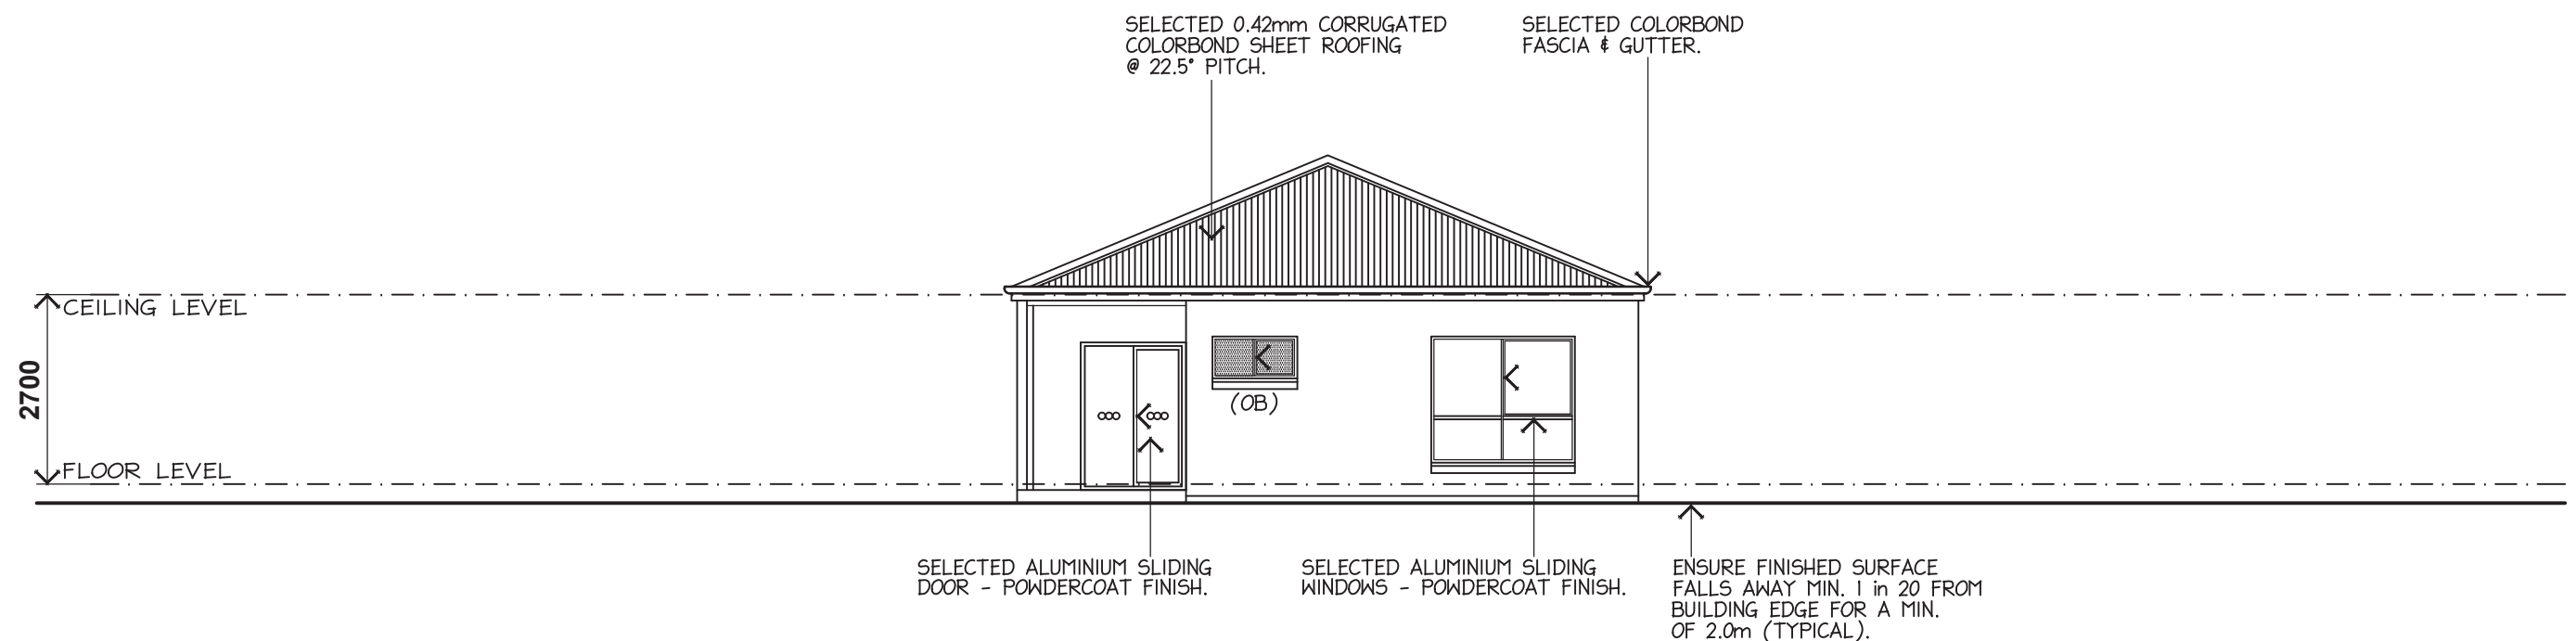 SELECTED 0.42mm CORRUGATED
COLORBOND SHEET ROOFING
@ 22.5° PITCH.
SELECTED COLORBOND
FASCIA & GUTTER.
CEILING LEVEL
2700
FLOOR LEVEL
(OB)
SELECTED ALUMINIUM SLIDING
DOOR - POWDERCOAT FINISH.
SELECTED ALUMINIUM SLIDING
WINDOWS - POWDERCOAT FINISH.
ENSURE FINISHED SURFACE
FALLS AWAY MIN. 1 in 20 FROM
BUILDING EDGE FOR A MIN.
OF 2.0m (TYPICAL).